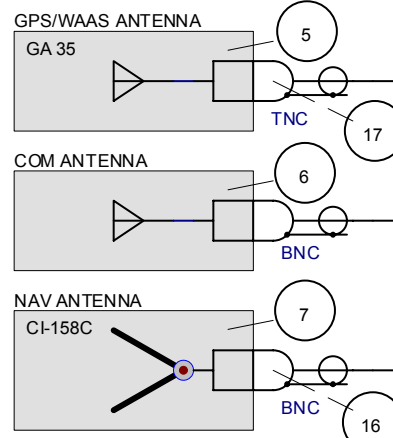 GPS/WAAS ANTENNA
GA 35
5
TNC
17
COM ANTENNA
6
BNC
NAV ANTENNA
CI-158C
7
BNC
16